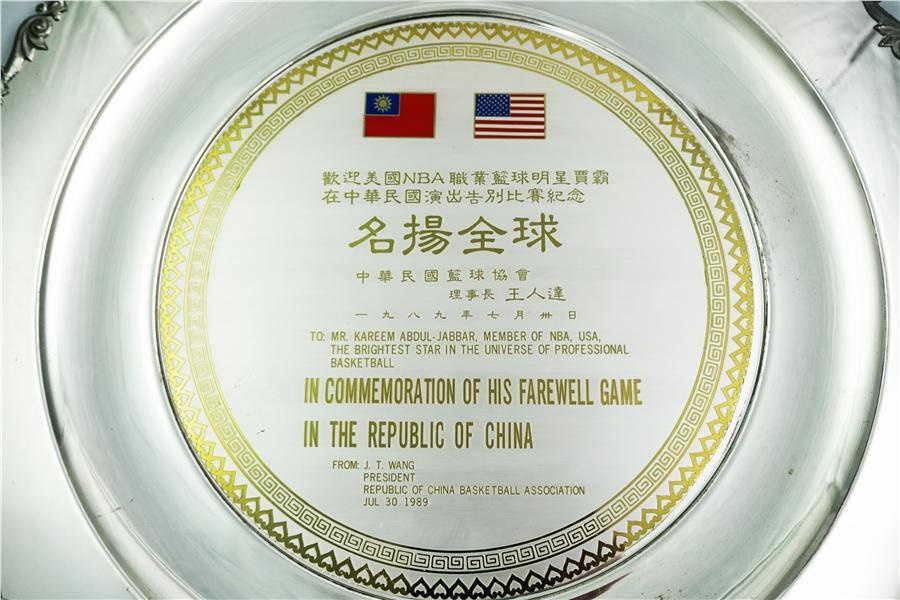 歡迎美國NBA職業籃球明星賈霸
在中華民國演出告別比賽紀念
名揚全球
中華民國籃球協會
理事長 王人達
一九八九年七月卅日
TO: MR. KAREEM ABDUL-JABBAR, MEMBER OF NBA, USA,
THE BRIGHTEST STAR IN THE UNIVERSE OF PROFESSIONAL
BASKETBALL
IN COMMEMORATION OF HIS FAREWELL GAME
IN THE REPUBLIC OF CHINA
FROM: J. T. WANG
PRESIDENT
REPUBLIC OF CHINA BASKETBALL ASSOCIATION
JUL 30 1989